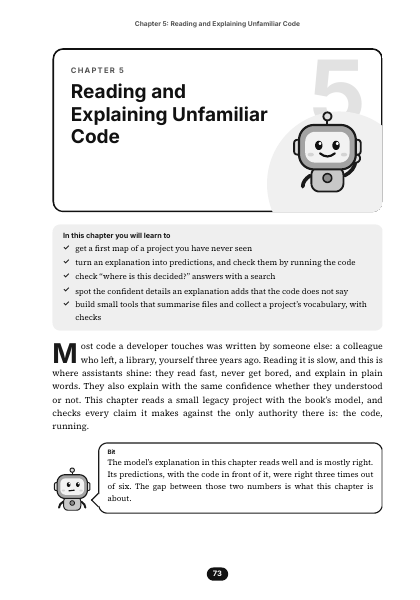 Chapter 5: Reading and Explaining Unfamiliar Code
CHAPTER 5
5
Reading and
Explaining Unfamiliar
Code
In this chapter you will learn to
✓ get a first map of a project you have never seen
✓ turn an explanation into predictions, and check them by running the code
✓ check “where is this decided?” answers with a search
✓ spot the confident details an explanation adds that the code does not say
✓ build small tools that summarise files and collect a project’s vocabulary, with
checks
Most code a developer touches was written by someone else: a colleague
who left, a library, yourself three years ago. Reading it is slow, and this is
where assistants shine: they read fast, never get bored, and explain in plain
words. They also explain with the same confidence whether they understood
or not. This chapter reads a small legacy project with the book’s model, and
checks every claim it makes against the only authority there is: the code,
running.
Bit
The model’s explanation in this chapter reads well and is mostly right.
Its predictions, with the code in front of it, were right three times out
of six. The gap between those two numbers is what this chapter is
about.
73